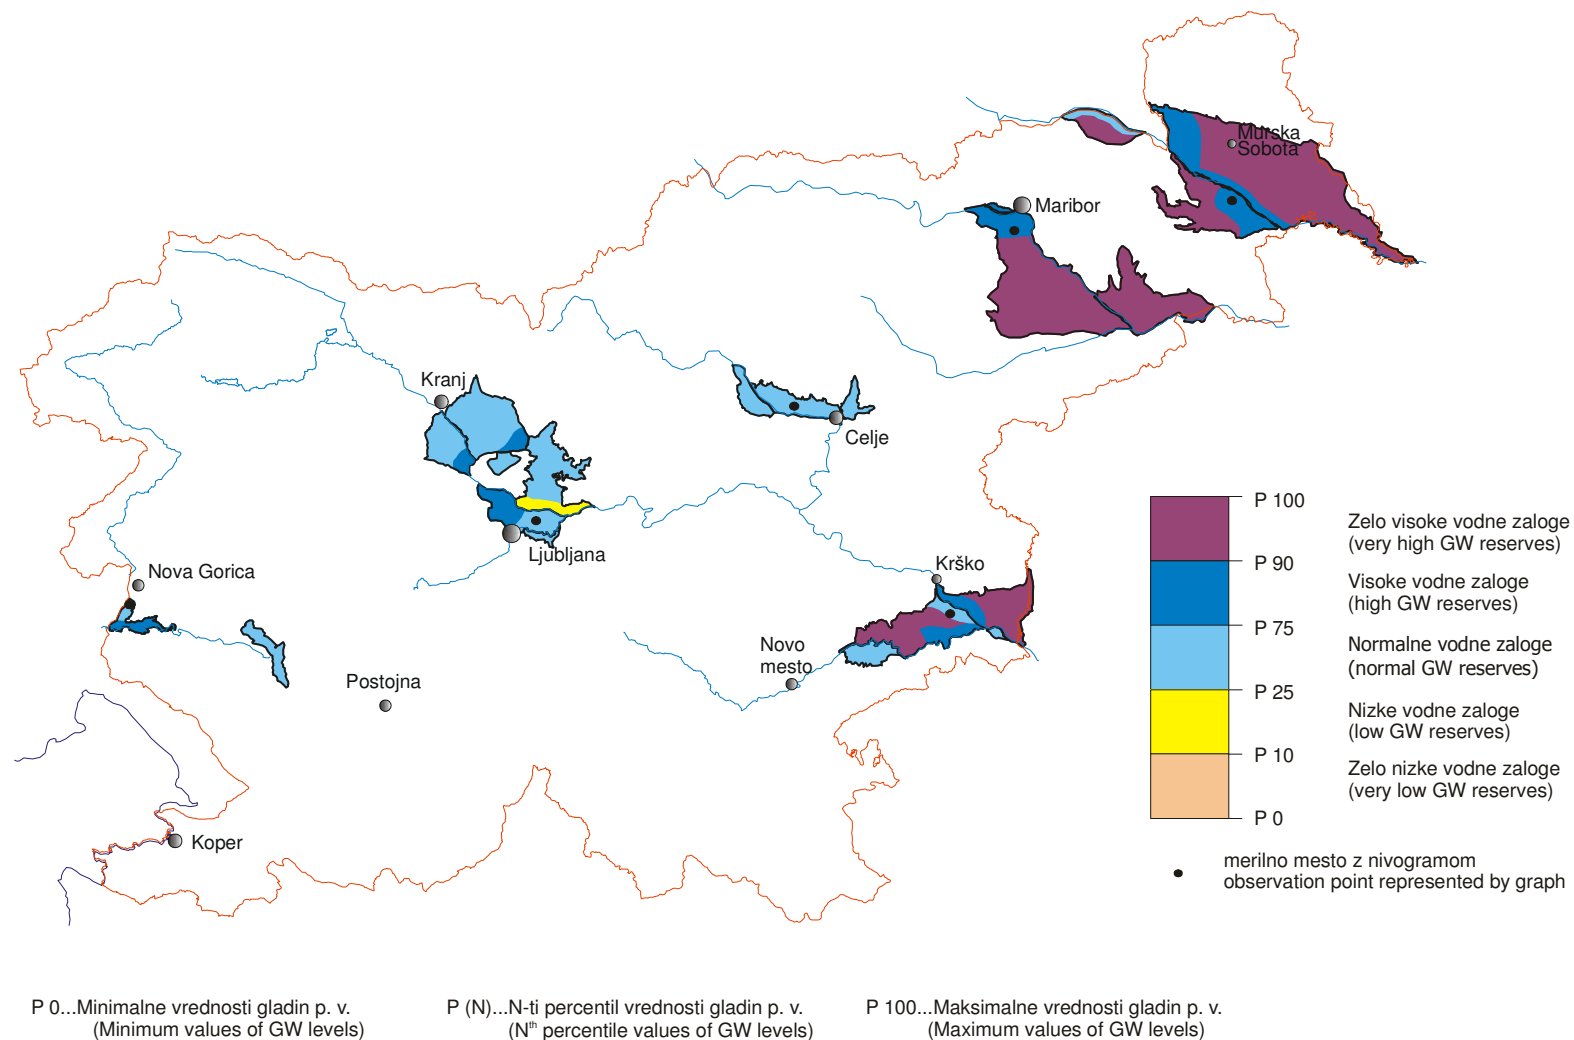 Murska
Sobota
Maribor
Kranj
Celje
Ljubljana
Nova Gorica
Krško
Novo
mesto
Postojna
Koper
P 100
Zelo visoke vodne zaloge
(very high GW reserves)
P 90
Visoke vodne zaloge
(high GW reserves)
P 75
Normalne vodne zaloge
(normal GW reserves)
P 25
Nizke vodne zaloge
(low GW reserves)
P 10
Zelo nizke vodne zaloge
(very low GW reserves)
P 0
merilno mesto z nivogramom
observation point represented by graph
P 0...Minimalne vrednosti gladin p. v.
(Minimum values of GW levels)
P (N)...N-ti percentil vrednosti gladin p. v.
(Nth percentile values of GW levels)
P 100...Maksimalne vrednosti gladin p. v.
(Maximum values of GW levels)